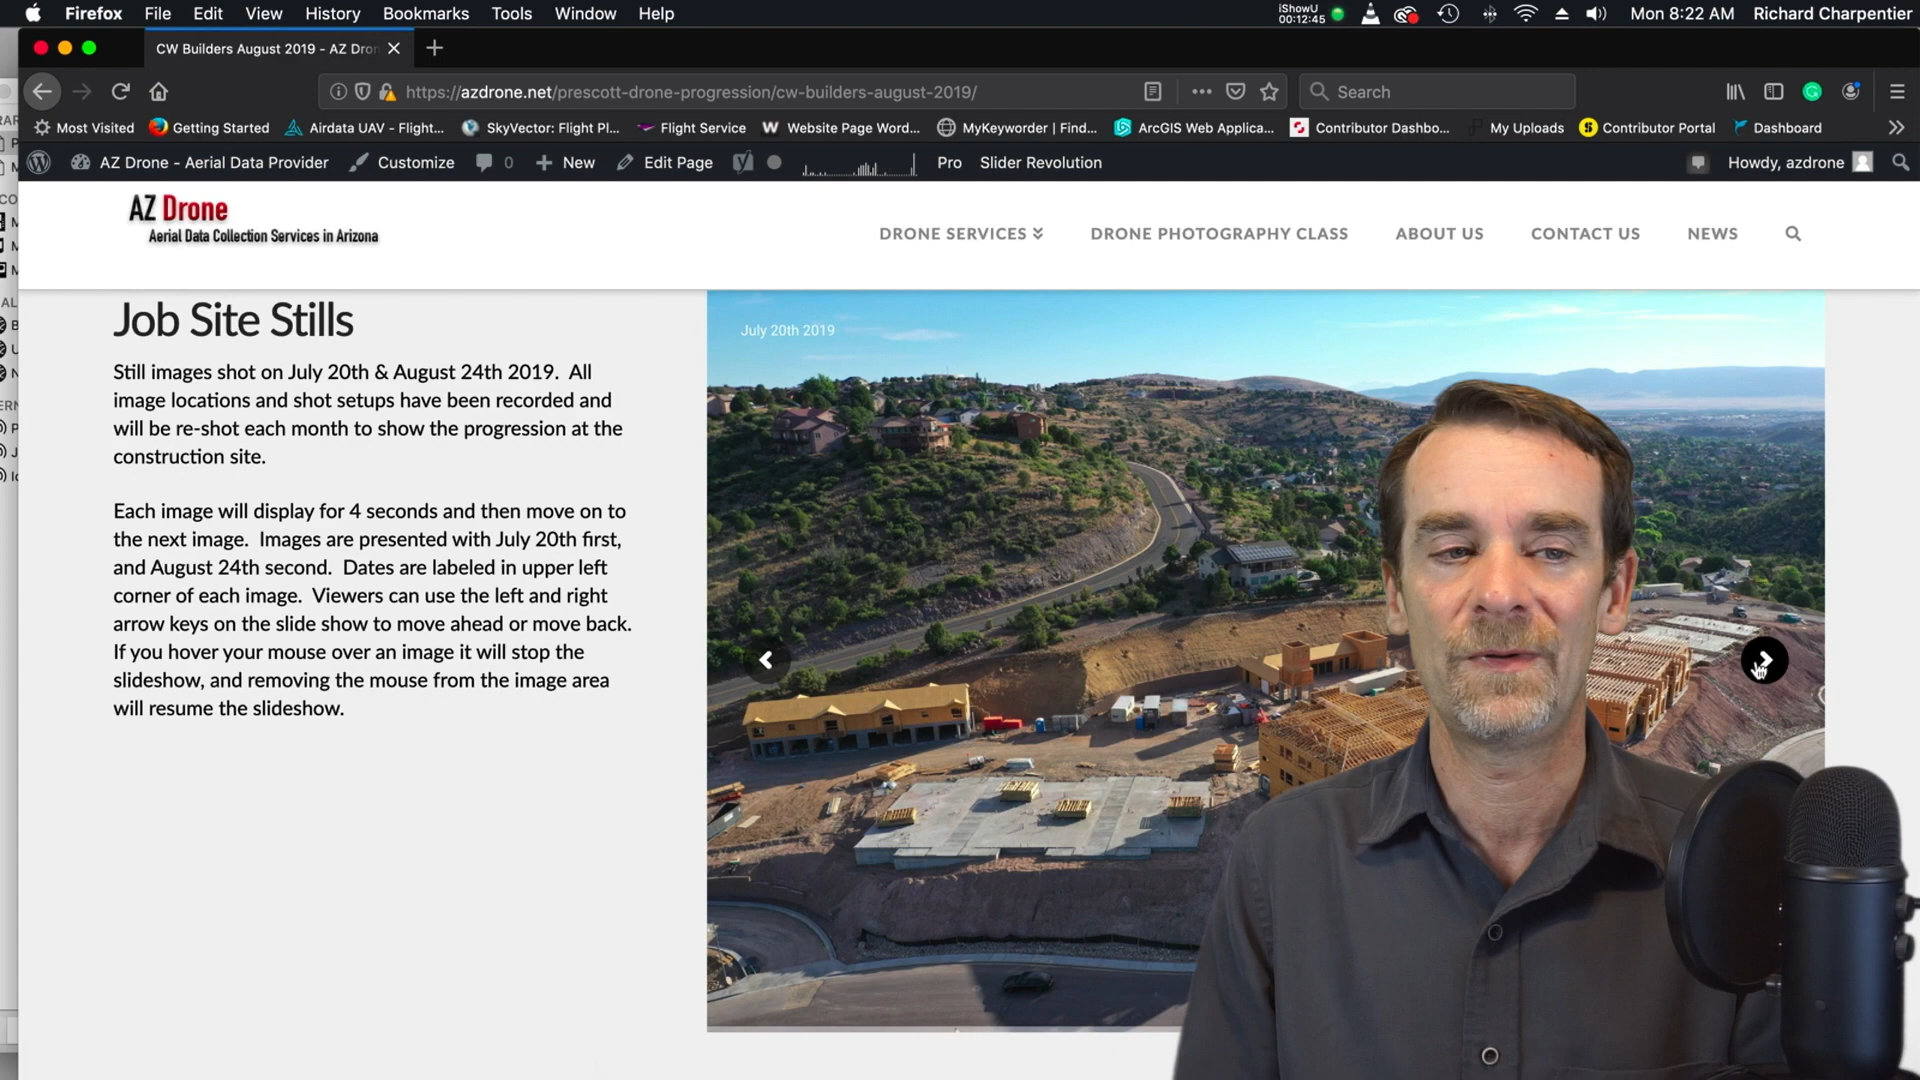 Firefox File Edit View History Bookmarks Tools Window Help iShowU 00:12:45 Mon 8:22 AM Richard Charpentier
CW Builders August 2019 - AZ Dron
https://azdrone.net/prescott-drone-progression/cw-builders-august-2019/ Search
Most Visited Getting Started Airdata UAV - Flight... SkyVector: Flight Pl... Flight Service Website Page Word... MyKeyworder | Find... ArcGIS Web Applica... Contributor Dashbo... My Uploads Contributor Portal Dashboard
AZ Drone - Aerial Data Provider Customize 0 New Edit Page Pro Slider Revolution Howdy, azdrone
AZ Drone
Aerial Data Collection Services in Arizona
DRONE SERVICES DRONE PHOTOGRAPHY CLASS ABOUT US CONTACT US NEWS
Job Site Stills
Still images shot on July 20th & August 24th 2019. All
image locations and shot setups have been recorded and
will be re-shot each month to show the progression at the
construction site.
Each image will display for 4 seconds and then move on to
the next image. Images are presented with July 20th first,
and August 24th second. Dates are labeled in upper left
corner of each image. Viewers can use the left and right
arrow keys on the slide show to move ahead or move back.
If you hover your mouse over an image it will stop the
slideshow, and removing the mouse from the image area
will resume the slideshow.
July 20th 2019